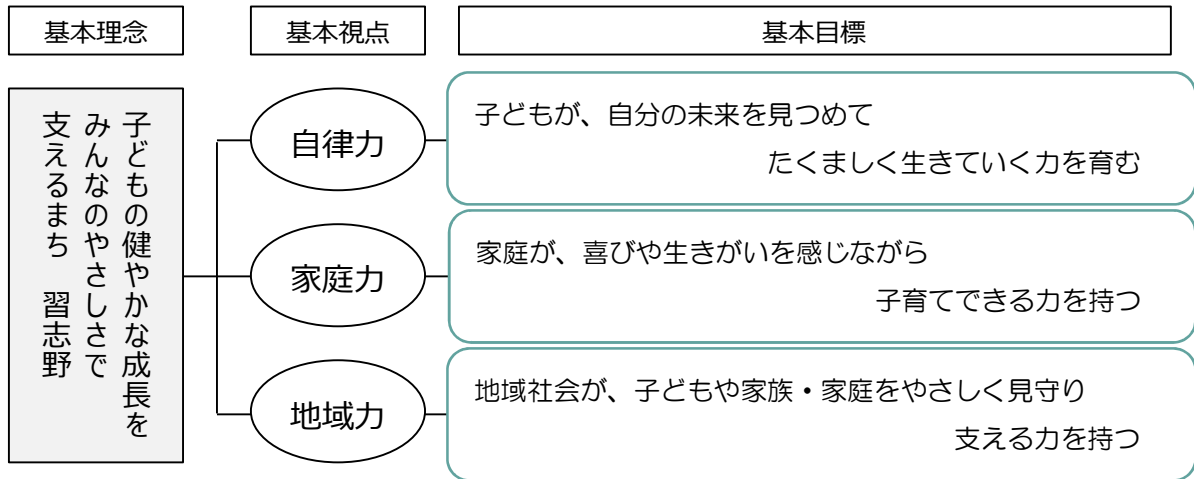 基本理念
基本視点
基本目標
子どもの健やかな成長を
みんなのやさしさで
支えるまち　習志野
自律力
子どもが、自分の未来を見つめて
たくましく生きていく力を育む
家庭力
家庭が、喜びや生きがいを感じながら
子育てできる力を持つ
地域力
地域社会が、子どもや家族・家庭をやさしく見守り
支える力を持つ